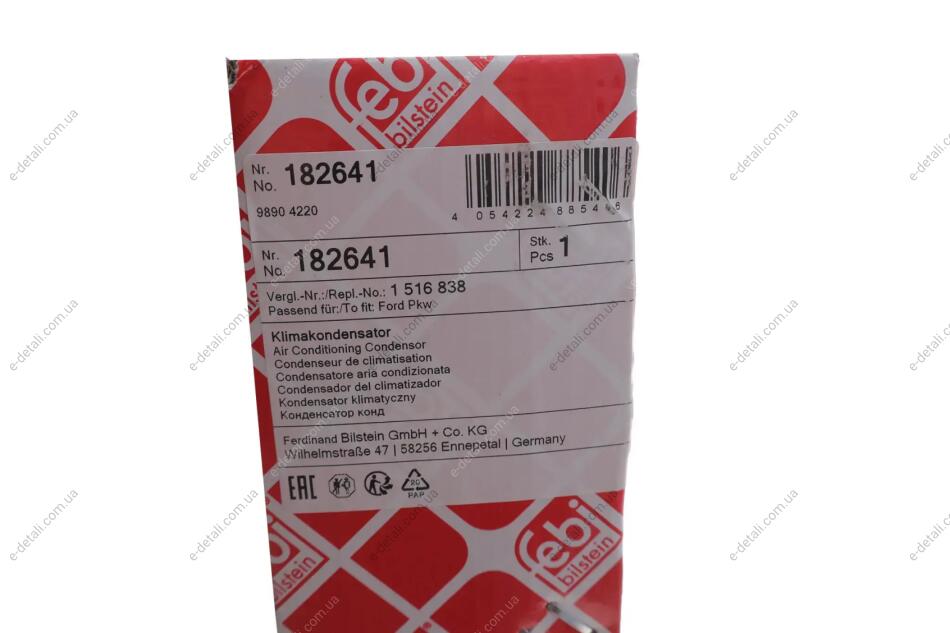 febi
bilstein
Nr.
No. 182641
9890 4220
4 054224 885446
Nr.
No. 182641
Stk.
Pcs 1
Vergl.-Nr.:/Repl.-No.: 1 516 838
Passend für:/To fit: Ford Pkw
Klimakondensator
Air Conditioning Condensor
Condenseur de climatisation
Condensatore aria condizionata
Condensador del climatizador
Kondensator klimatyczny
Конденсатор конд
Ferdinand Bilstein GmbH + Co. KG
Wilhelmstraße 47 | 58256 Ennepetal | Germany
EAC
20
PAP
febi
bilstein
febi
bilstein
e-detali.com.ua